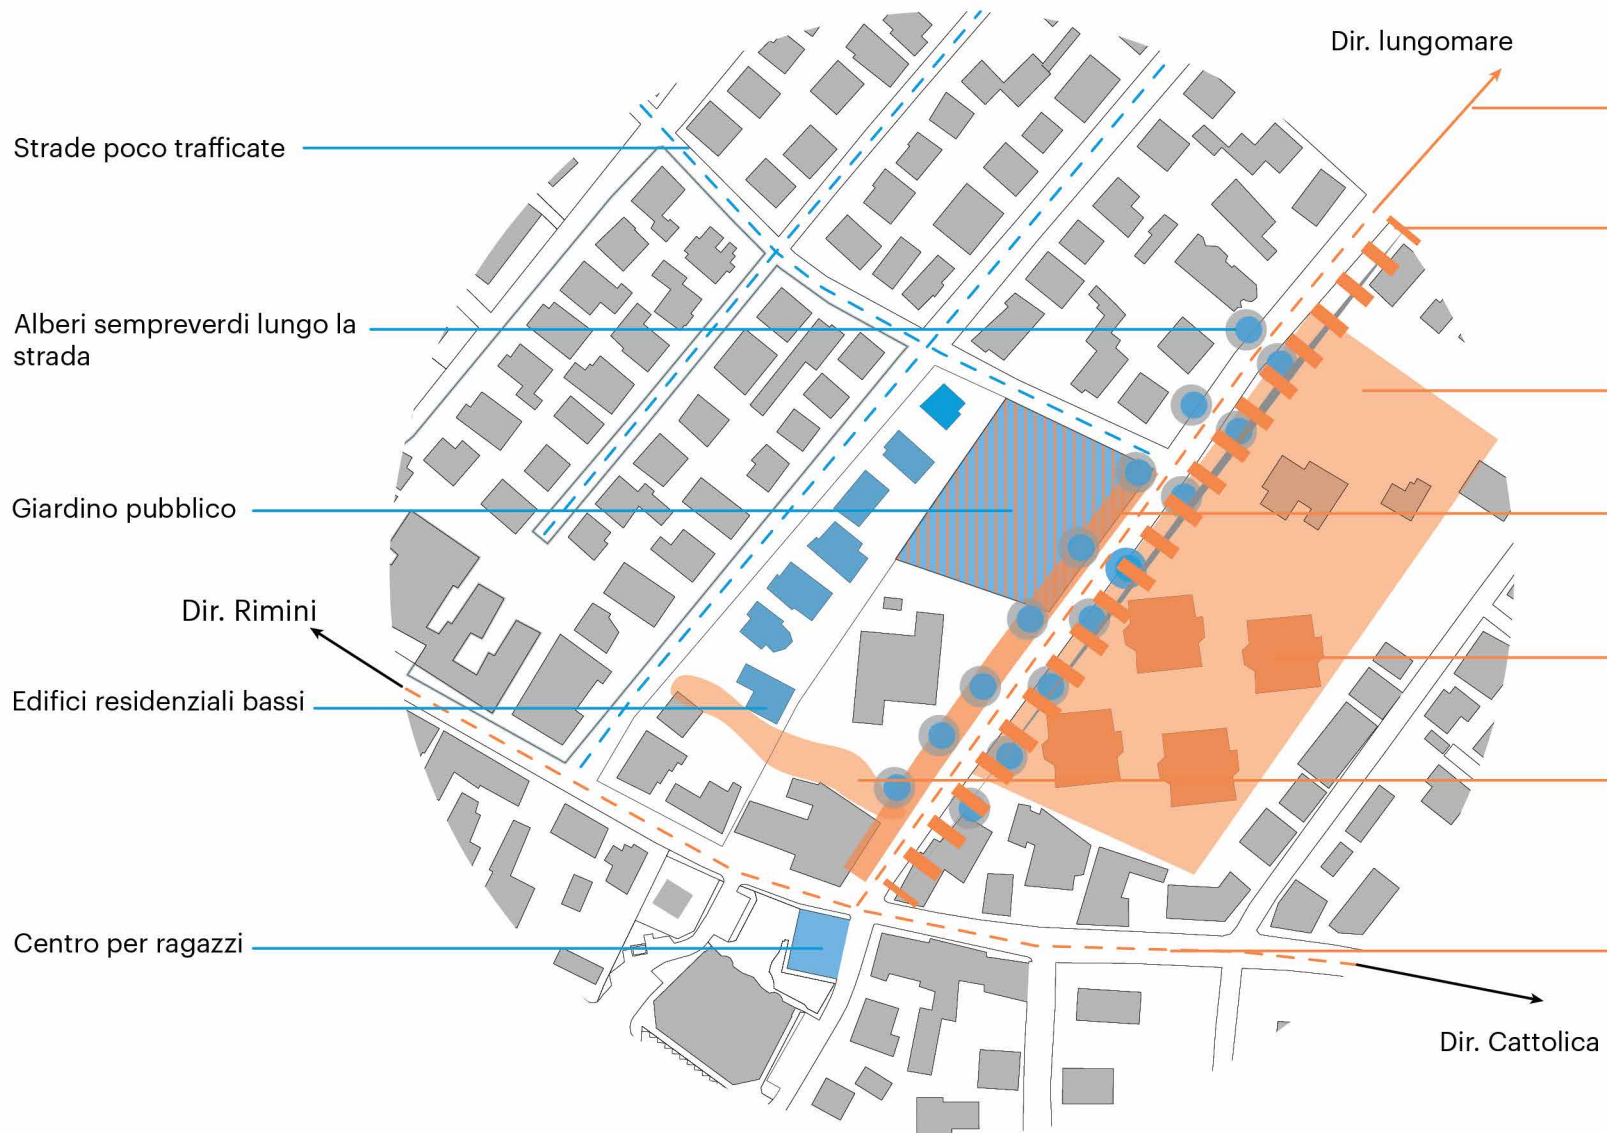 Dir. lungomare
Strade poco trafficate
Alberi sempreverdi lungo la
strada
Giardino pubblico
Dir. Rimini
Edifici residenziali bassi
Centro per ragazzi
Dir. Cattolica